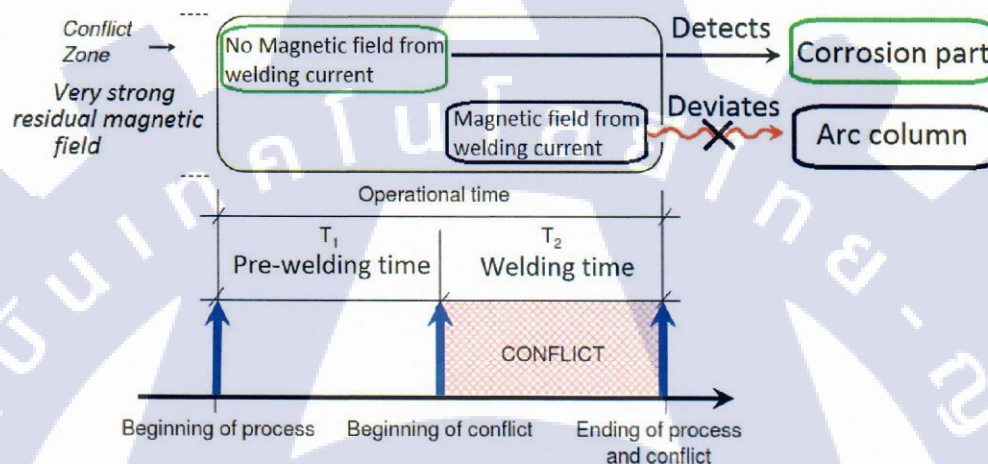 Conflict
Zone
Very strong
residual magnetic
field
No Magnetic field from
welding current
Detects
Corrosion part
Magnetic field from
welding current
Deviates
Arc column
Operational time
T₁
Pre-welding time
T₂
Welding time
CONFLICT
Beginning of process
Beginning of conflict
Ending of process
and conflict